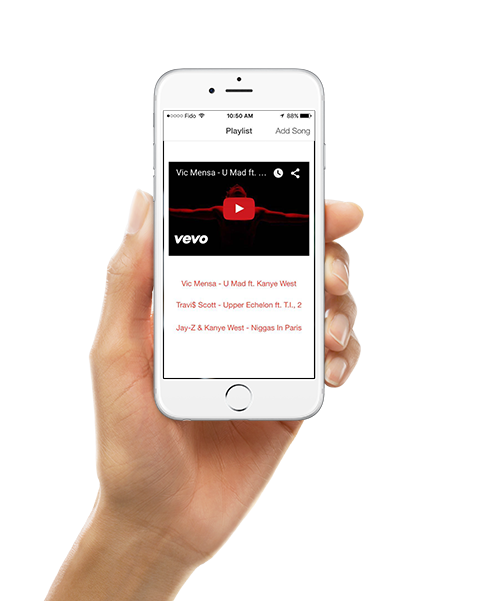 ●○○○○ Fido 10:50 AM 88%
Playlist Add Song
Vic Mensa - U Mad ft. ...
vevo
Vic Mensa - U Mad ft. Kanye West
Travi$ Scott - Upper Echelon ft. T.I., 2
Jay-Z & Kanye West - Niggas In Paris